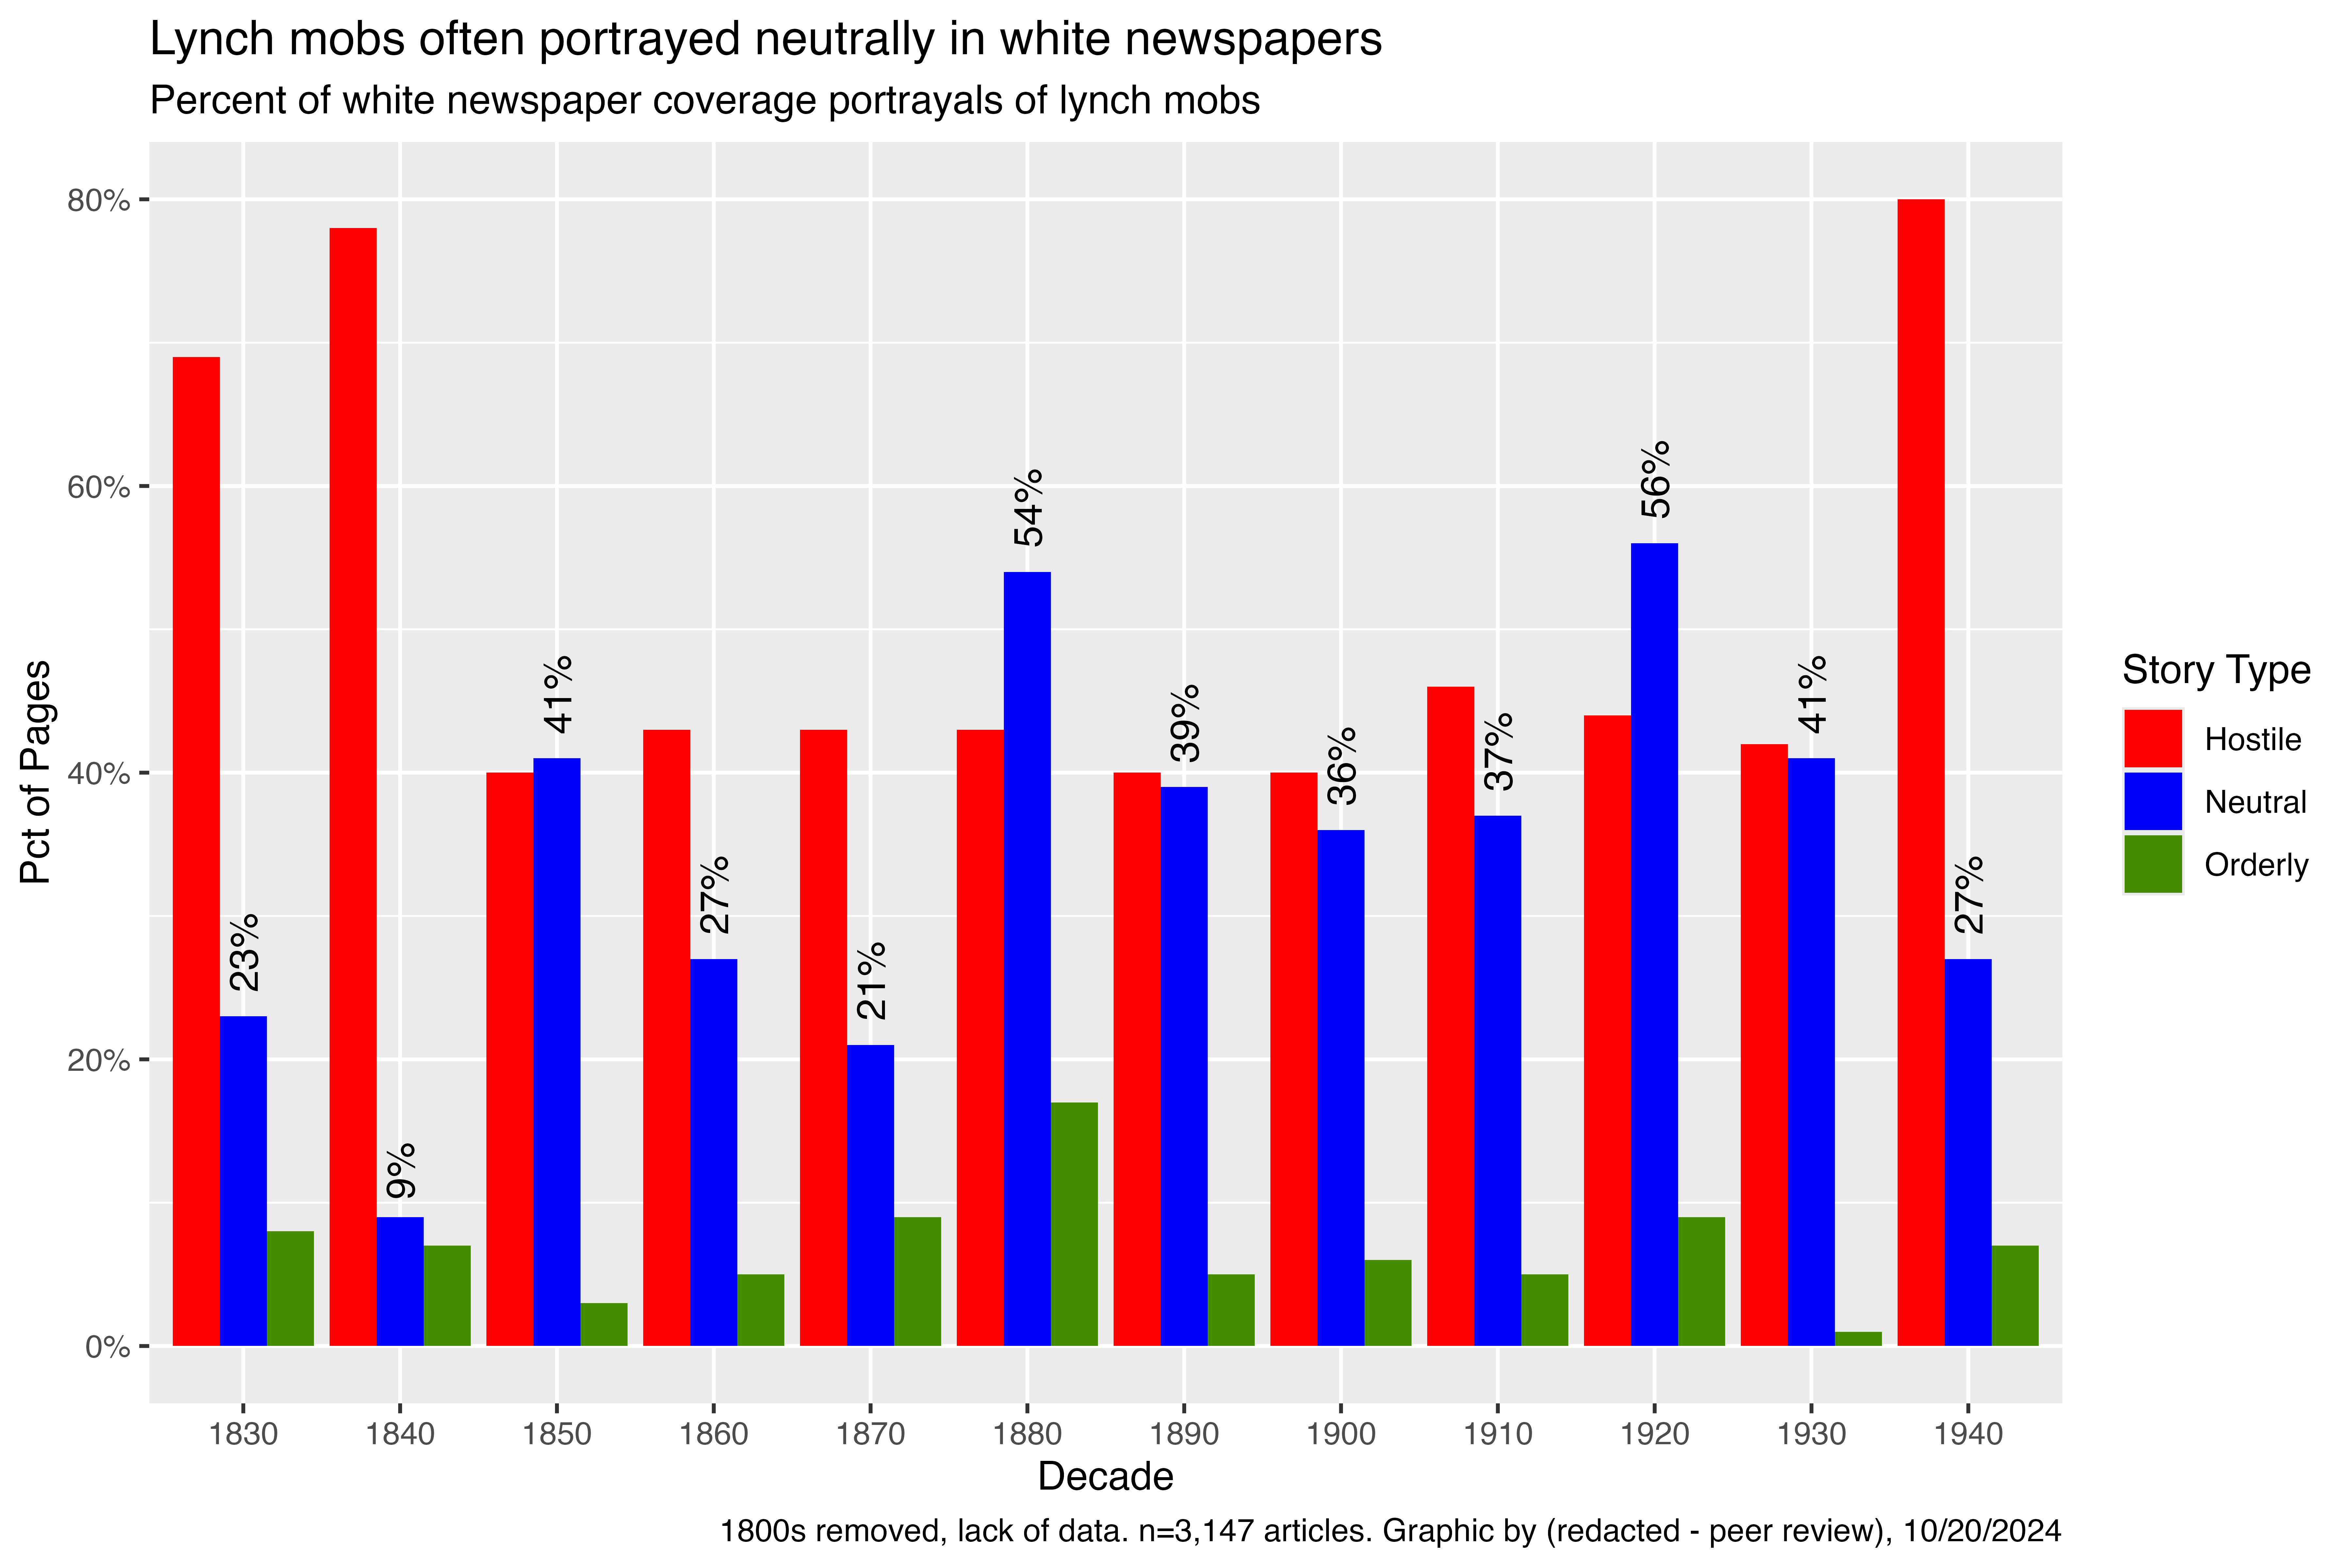 Lynch mobs often portrayed neutrally in white newspapers
Percent of white newspaper coverage portrayals of lynch mobs
Pct of Pages
80%
60%
40%
20%
0%
23%
9%
41%
27%
21%
54%
39%
36%
37%
56%
41%
27%
Story Type
Hostile
Neutral
Orderly
1830 1840 1850 1860 1870 1880 1890 1900 1910 1920 1930 1940
Decade
1800s removed, lack of data. n=3,147 articles. Graphic by (redacted - peer review), 10/20/2024